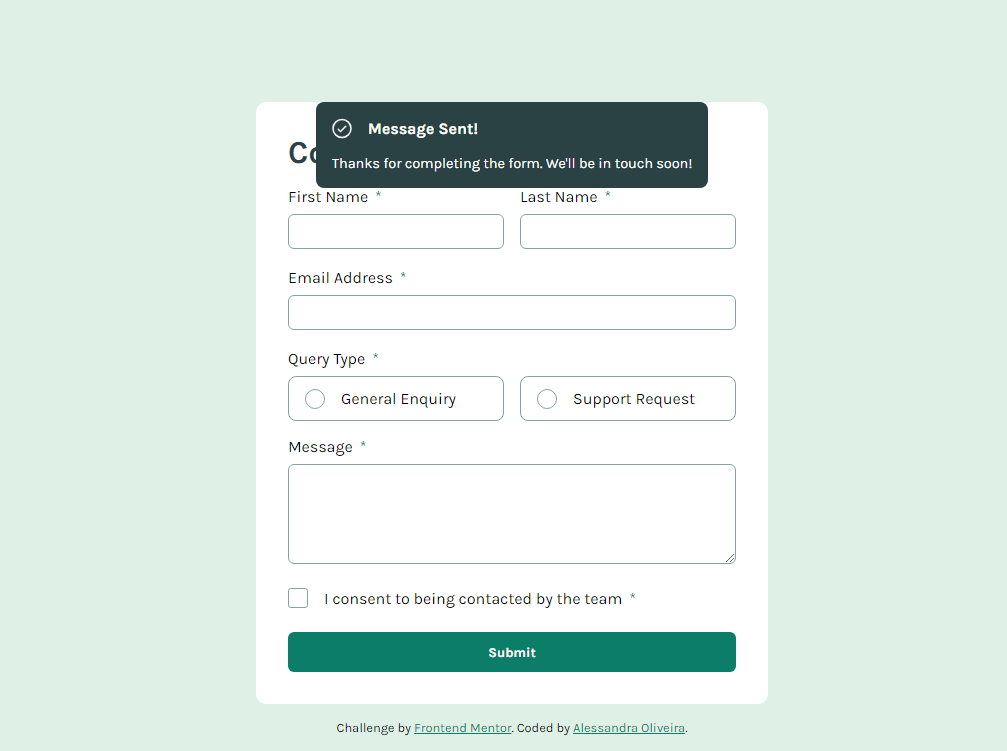 Message Sent!
Thanks for completing the form. We'll be in touch soon!
First Name *
Last Name *
Email Address *
Query Type *
General Enquiry
Support Request
Message *
I consent to being contacted by the team *
Submit
Challenge by Frontend Mentor. Coded by Alessandra Oliveira.